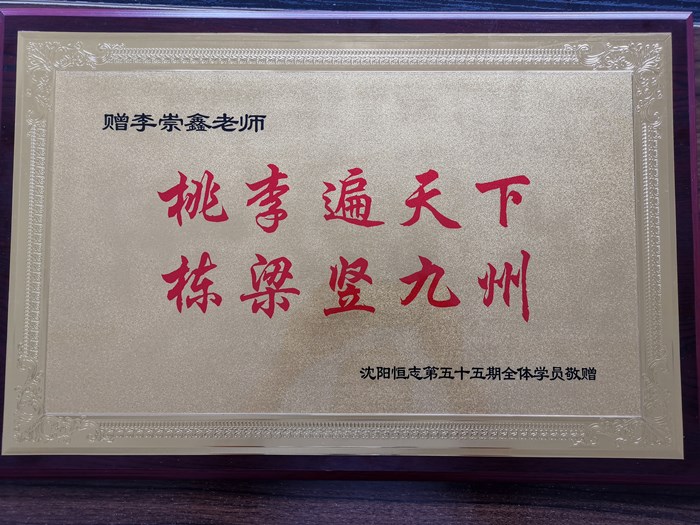 赠李崇鑫老师
桃李遍天下
栋梁竖九州
沈阳恒志第五十五期全体学员敬赠